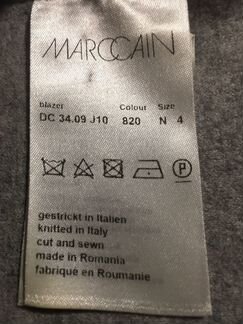 MARCCAIN
blazer Colour Size
DC 34.09 J10 820 N 4
P
gestrickt in Italien
knitted in Italy
cut and sewn
made in Romania
fabriqué en Roumanie